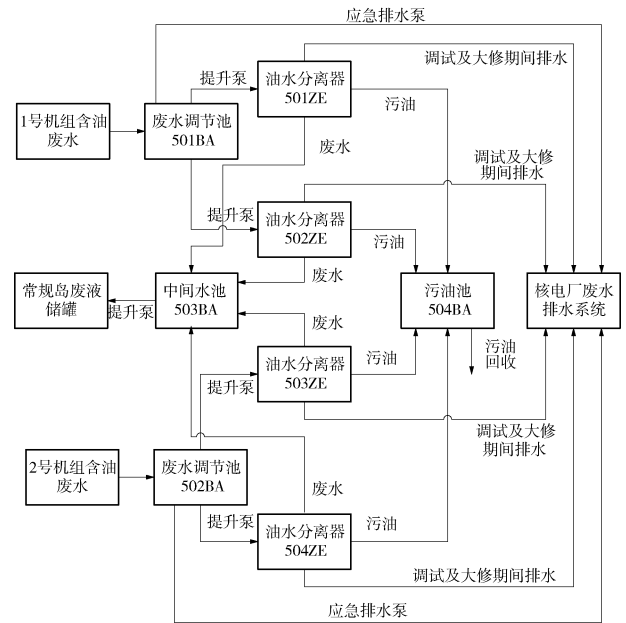 应急排水泵
调试及大修期间排水
提升泵
油水分离器
501ZE
污油
1号机组含油
废水
废水调节池
501BA
废水
调试及大修
期间排水
提升泵
油水分离器
502ZE
污油
废水
常规岛废液
储罐
提升泵
中间水池
503BA
污油池
504BA
核电厂废水
排水系统
废水
污油
回收
油水分离器
503ZE
污油
提升泵
调试及大修
期间排水
2号机组含油
废水
废水调节池
502BA
废水
提升泵
油水分离器
504ZE
污油
调试及大修期间排水
应急排水泵